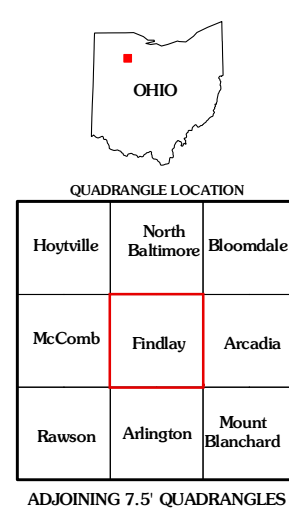 OHIO
QUADRANGLE LOCATION
Hoytville
North
Baltimore
Bloomdale
McComb
Findlay
Arcadia
Rawson
Arlington
Mount
Blanchard
ADJOINING 7.5' QUADRANGLES